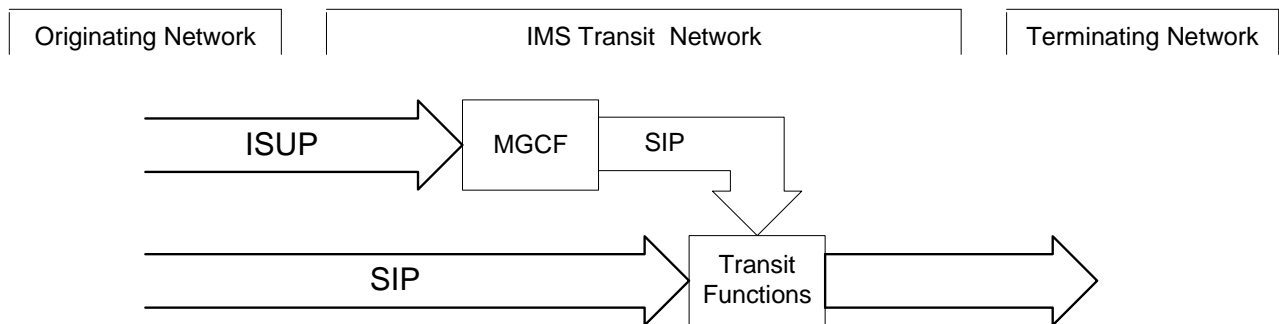 Originating Network
IMS Transit  Network
Terminating Network
ISUP
MGCF
SIP
SIP
Transit
Functions